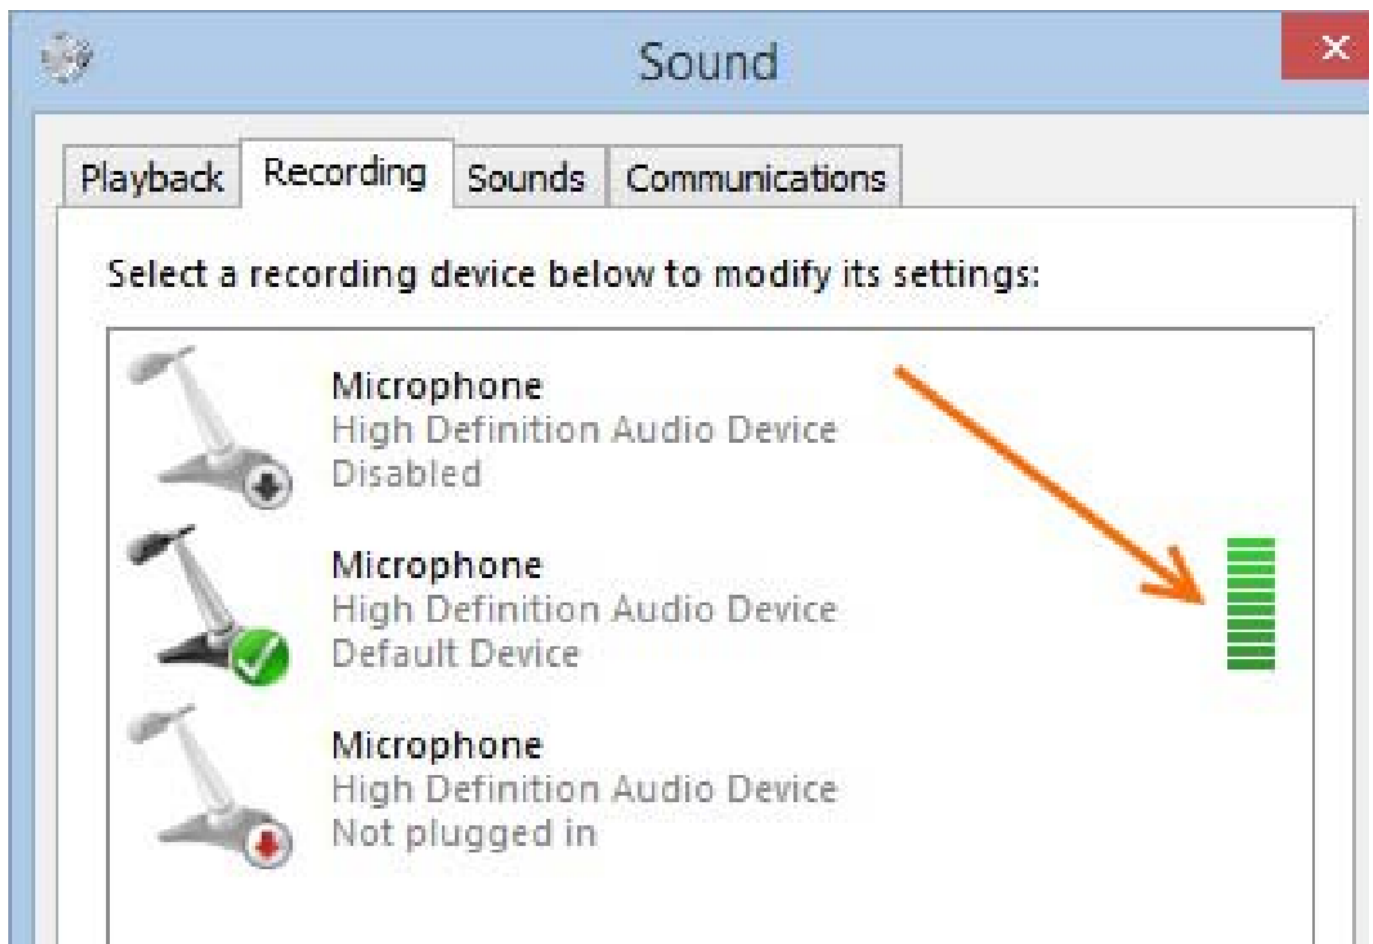 Sound
Playback Recording Sounds Communications
Select a recording device below to modify its settings:
Microphone
High Definition Audio Device
Disabled
Microphone
High Definition Audio Device
Default Device
Microphone
High Definition Audio Device
Not plugged in